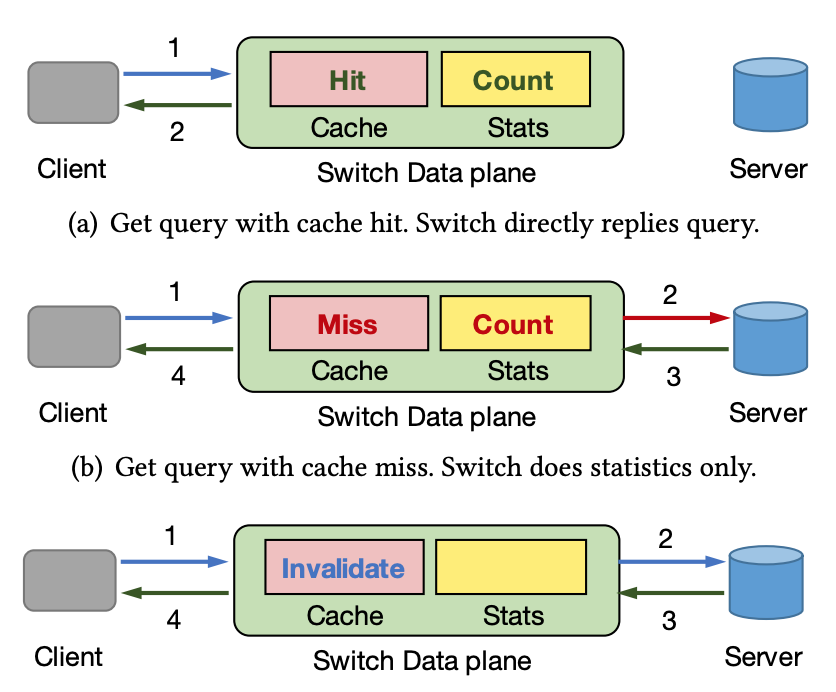 1
Hit Count
2
Cache Stats
Client Switch Data plane Server
(a) Get query with cache hit. Switch directly replies query.
1 2
Miss Count
4 Cache Stats 3
Client Switch Data plane Server
(b) Get query with cache miss. Switch does statistics only.
1 2
Invalidate
4 Cache Stats 3
Client Switch Data plane Server